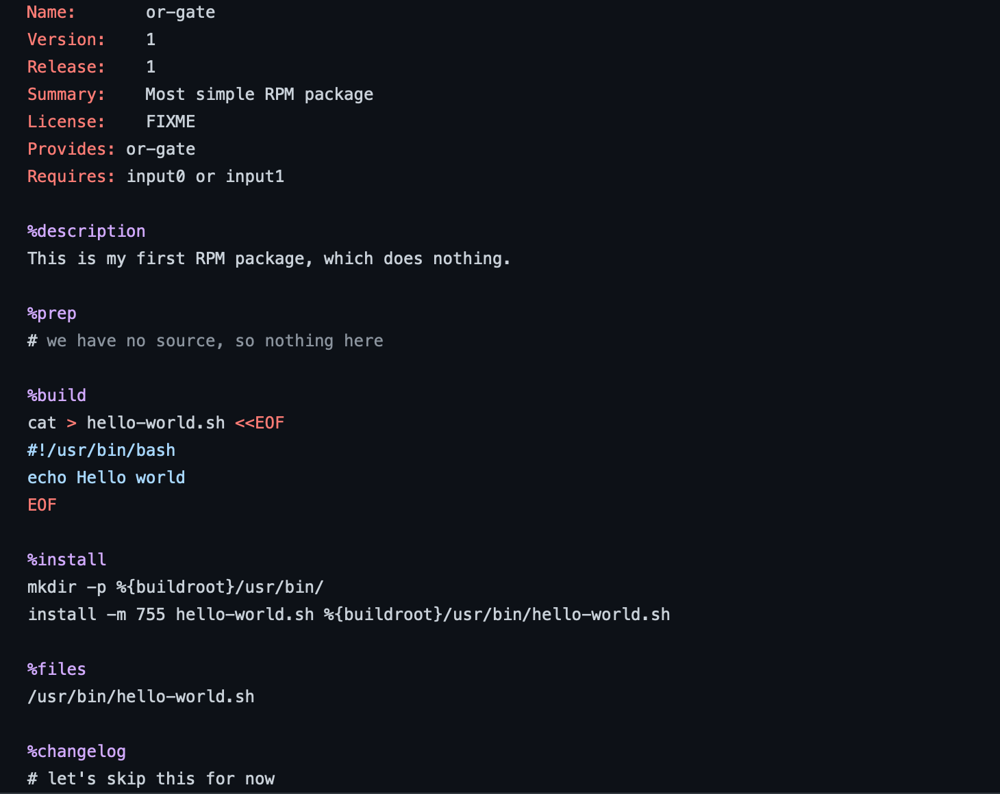 Name:       or-gate
Version:    1
Release:    1
Summary:    Most simple RPM package
License:    FIXME
Provides: or-gate
Requires: input0 or input1

%description
This is my first RPM package, which does nothing.

%prep
# we have no source, so nothing here

%build
cat > hello-world.sh <<EOF
#!/usr/bin/bash
echo Hello world
EOF

%install
mkdir -p %{buildroot}/usr/bin/
install -m 755 hello-world.sh %{buildroot}/usr/bin/hello-world.sh

%files
/usr/bin/hello-world.sh

%changelog
# let's skip this for now